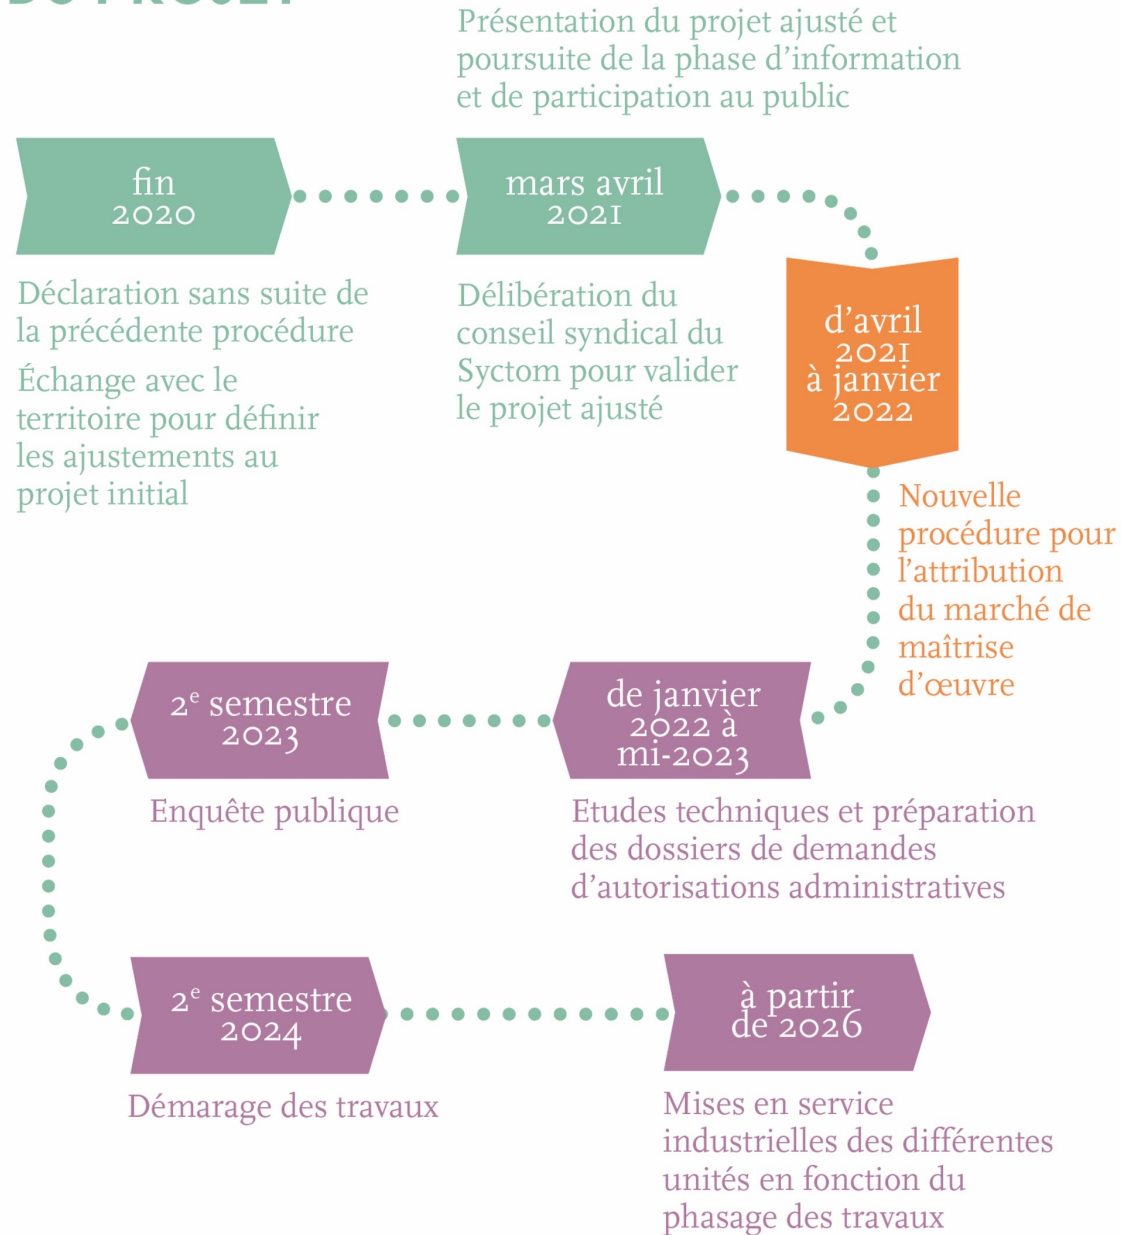 DU PROJET
Présentation du projet ajusté et
poursuite de la phase d'information
et de participation au public
fin
2020
mars avril
2021
Déclaration sans suite de
la précédente procédure
Échange avec le
territoire pour définir
les ajustements au
projet initial
Délibération du
conseil syndical du
Syctom pour valider
le projet ajusté
d'avril
2021
à janvier
2022
Nouvelle
procédure pour
l'attribution
du marché de
maîtrise
d'œuvre
de janvier
2022 à
mi-2023
Etudes techniques et préparation
des dossiers de demandes
d'autorisations administratives
2e semestre
2023
Enquête publique
2e semestre
2024
Démarage des travaux
à partir
de 2026
Mises en service
industrielles des différentes
unités en fonction du
phasage des travaux